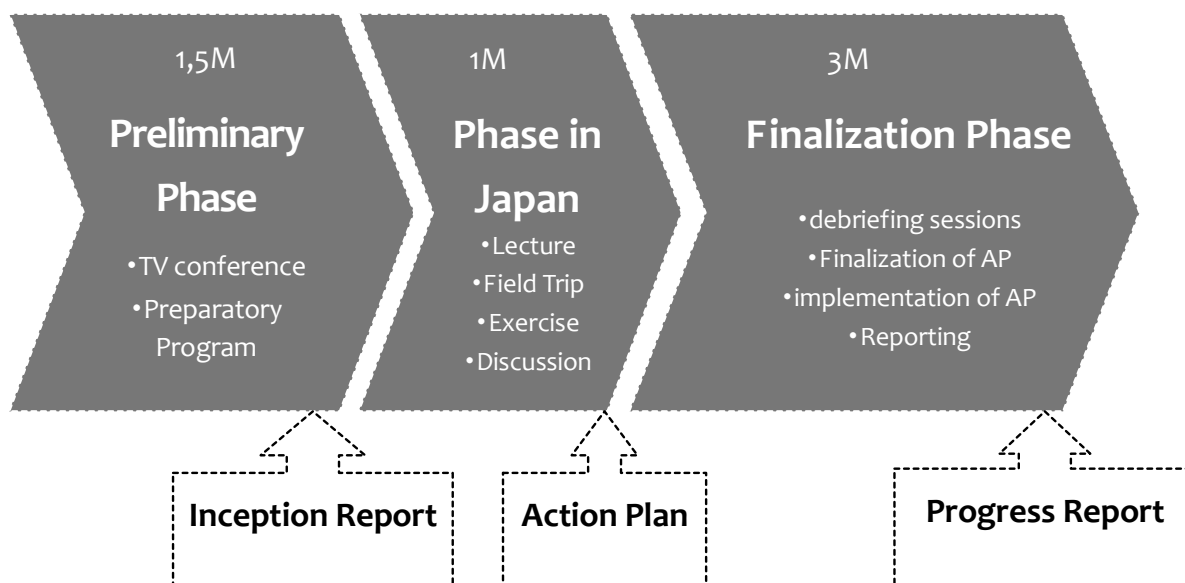 1,5M
Preliminary
Phase
•TV conference
•Preparatory
Program
1M
Phase in
Japan
•Lecture
•Field Trip
•Exercise
•Discussion
3M
Finalization Phase
•debriefing sessions
•Finalization of AP
•implementation of AP
•Reporting
Inception Report
Action Plan
Progress Report